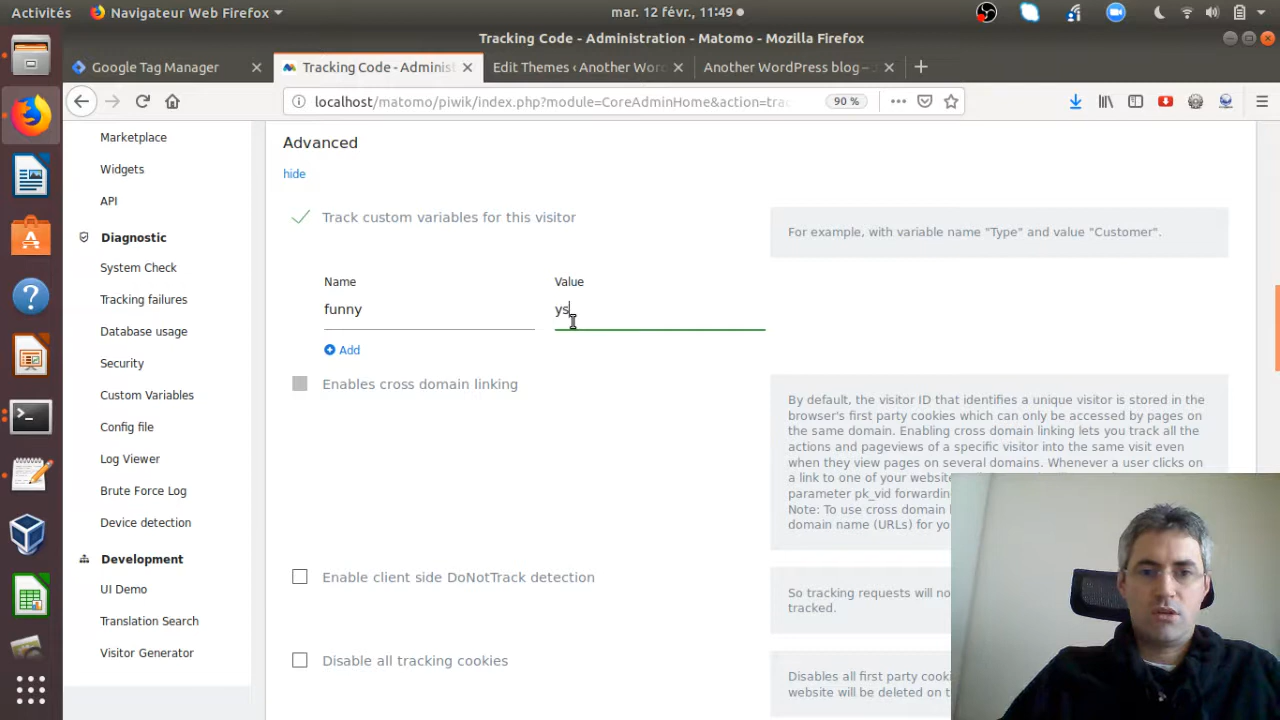 Activités
Navigateur Web Firefox
mar. 12 févr., 11:49
Tracking Code - Administration - Matomo - Mozilla Firefox
Google Tag Manager
Tracking Code - Administ
Edit Themes ‹ Another Wor
Another WordPress blog –
localhost/matomo/piwik/index.php?module=CoreAdminHome&action=tra
90 %
Marketplace
Widgets
API
Diagnostic
System Check
Tracking failures
Database usage
Security
Custom Variables
Config file
Log Viewer
Brute Force Log
Device detection
Development
UI Demo
Translation Search
Visitor Generator
Advanced
hide
Track custom variables for this visitor
For example, with variable name "Type" and value "Customer".
Name
Value
funny
ys
Add
Enables cross domain linking
By default, the visitor ID that identifies a unique visitor is stored in the
browser's first party cookies which can only be accessed by pages on
the same domain. Enabling cross domain linking lets you track all the
actions and pageviews of a specific visitor into the same visit even
when they view pages on several domains. Whenever a user clicks on
a link to one of your website
parameter pk_vid forwardin
Note: To use cross domain
domain name (URLs) for yo
Enable client side DoNotTrack detection
So tracking requests will no
tracked.
Disable all tracking cookies
Disables all first party cooki
website will be deleted on t